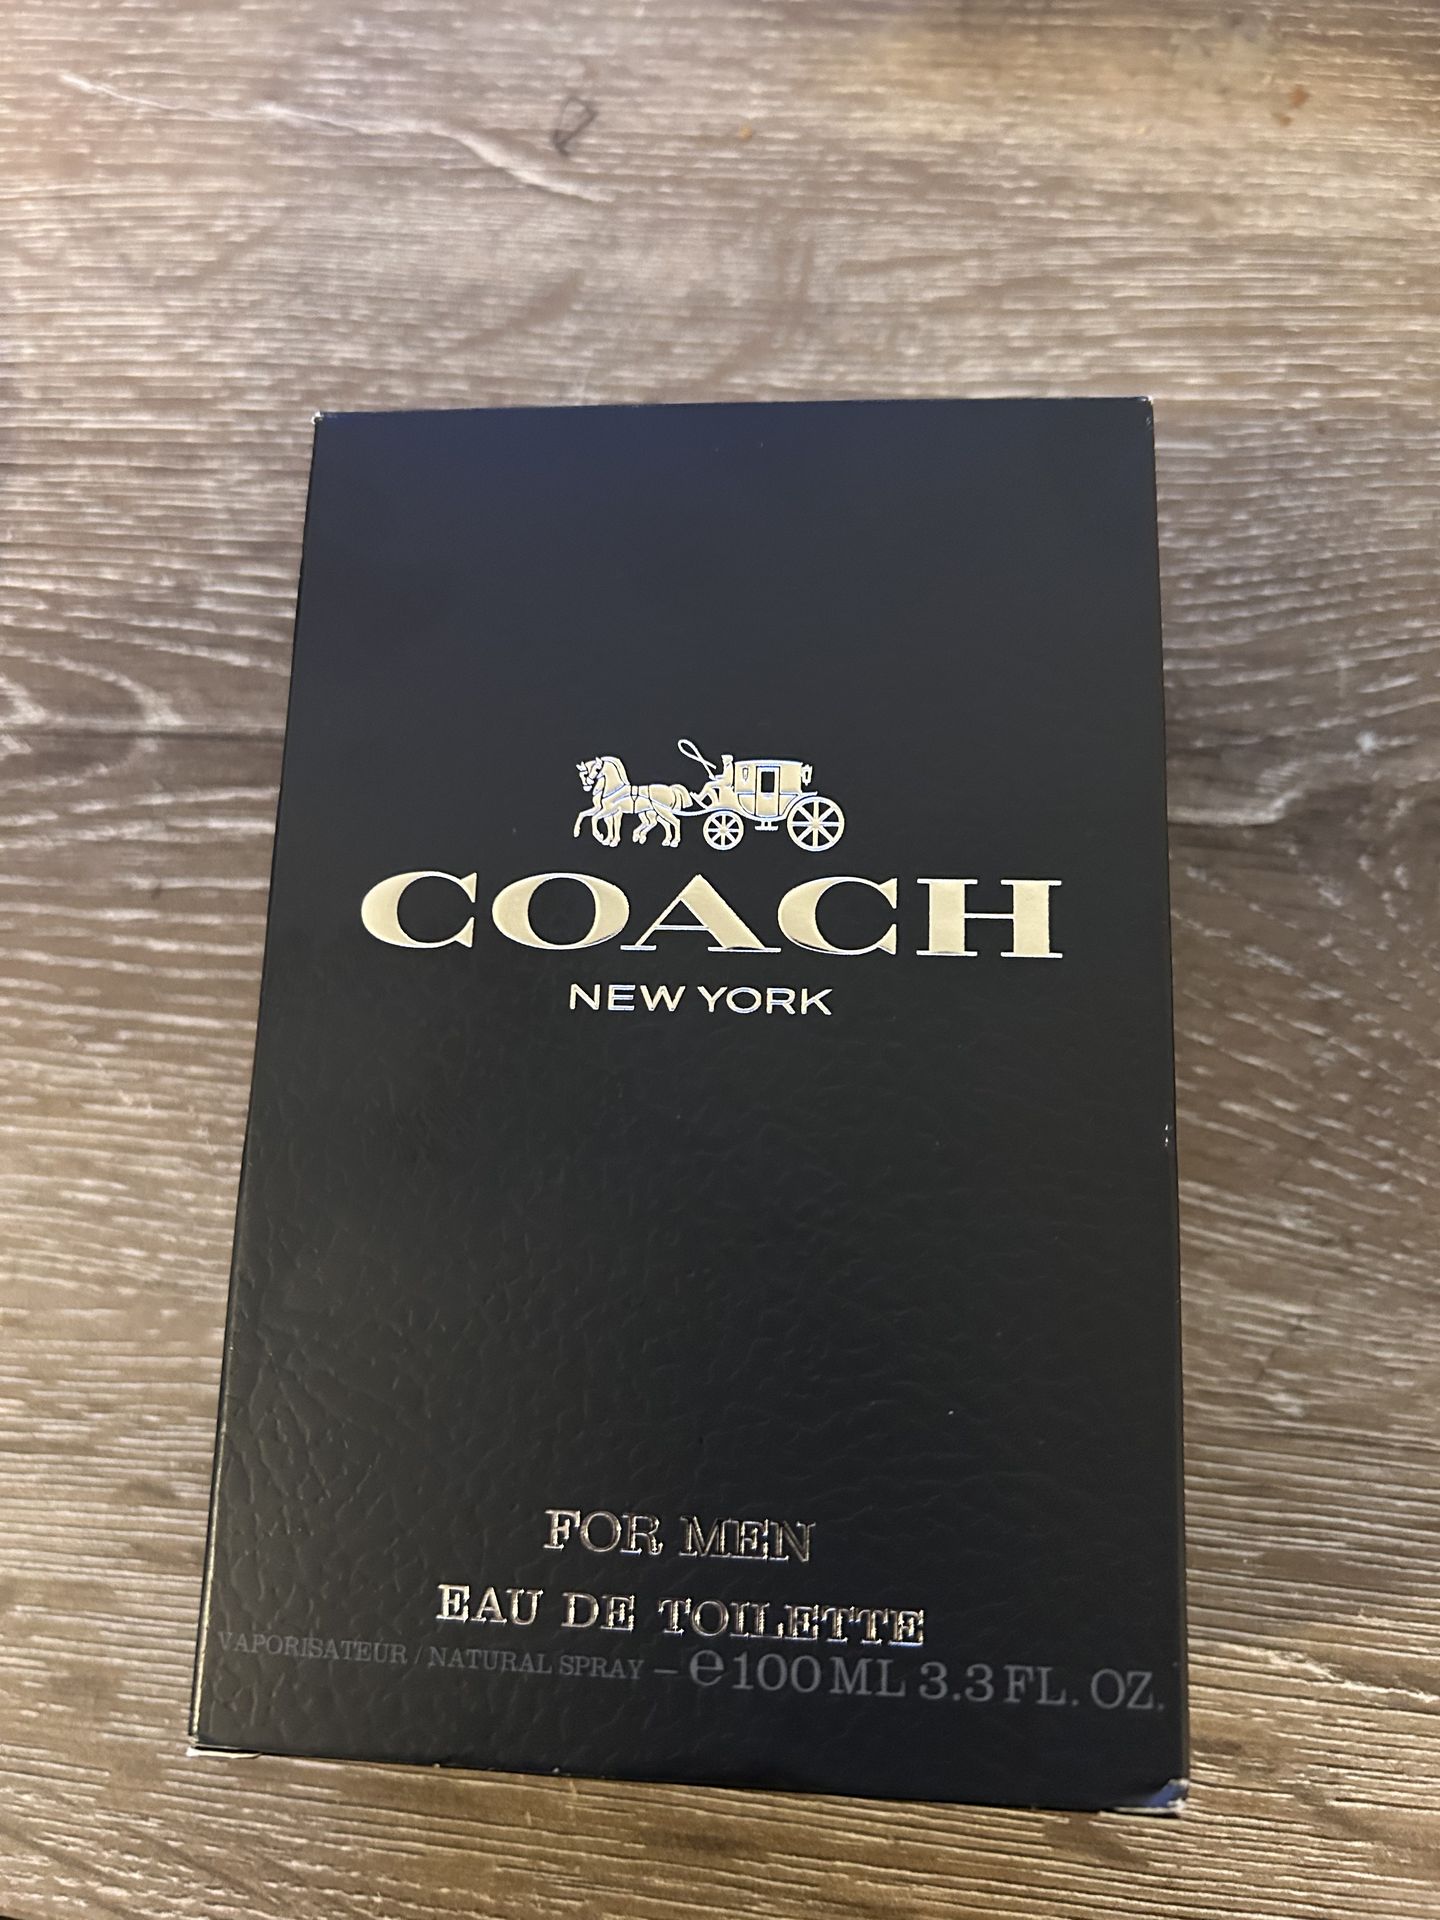 COACH
NEW YORK
FOR MEN
EAU DE TOILETTE
VAPORISATEUR / NATURAL SPRAY – ℮100 ML 3.3 FL. OZ.